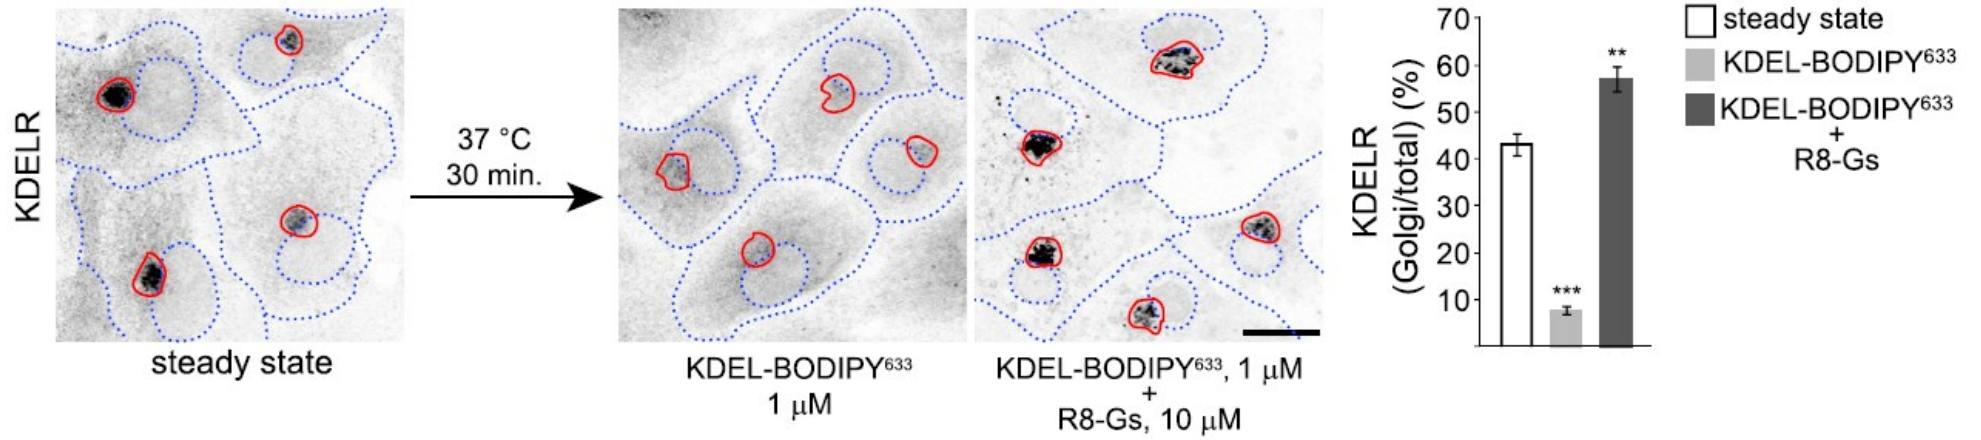 KDELR
steady state
37 °C
30 min.
KDEL-BODIPY⁶³³
1 μM
KDEL-BODIPY⁶³³, 1 μM
+
R8-Gs, 10 μM
KDELR
(Golgi/total) (%)
70
60
50
40
30
20
10
***
**
steady state
KDEL-BODIPY⁶³³
KDEL-BODIPY⁶³³
+
R8-Gs